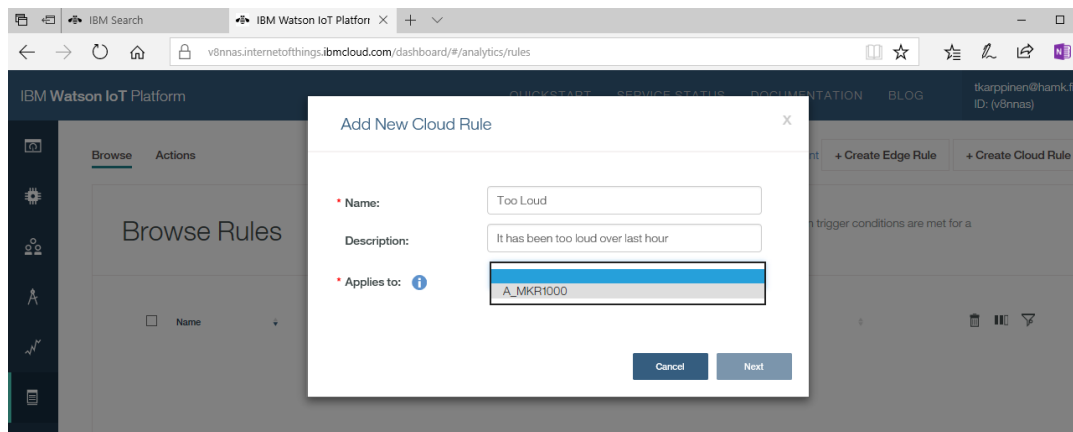 IBM Search
IBM Watson IoT Platforr
v8nnas.internetofthings.ibmcloud.com/dashboard/#/analytics/rules
IBM Watson IoT Platform
QUICKSTART SERVICE STATUS DOCUMENTATION BLOG
tkarppinen@hamk.f
ID: (v8nnas)
Add New Cloud Rule
X
Browse Actions
nt + Create Edge Rule + Create Cloud Rule
* Name: Too Loud
Browse Rules
n trigger conditions are met for a
Description: It has been too loud over last hour
* Applies to: i
A_MKR1000
Name
Cancel Next